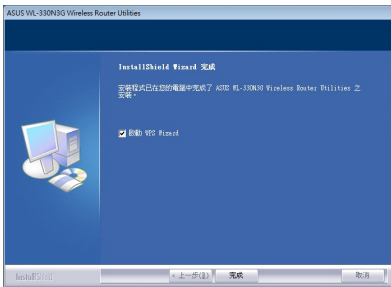 ASUS WL-330N3G Wireless Router Utilities
InstallShield Wizard 完成
安裝程式已在您的電腦中完成了 ASUS WL-330N3G Wireless Router Utilities 之
安裝。
啟動 WPS Wizard
InstallShield
< 上一步(B)
完成
取消